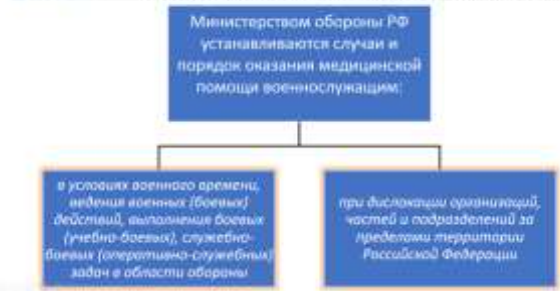 Министерством обороны РФ
устанавливаются случаи и
порядок оказания медицинской
помощи военнослужащим:
в условиях военного времени,
ведения военных (боевых)
действий, выполнения боевых
(учебно-боевых), служебно-
боевых (оперативно-служебных)
задач в области обороны
при дислокации организаций,
частей и подразделений за
пределами территории
Российской Федерации